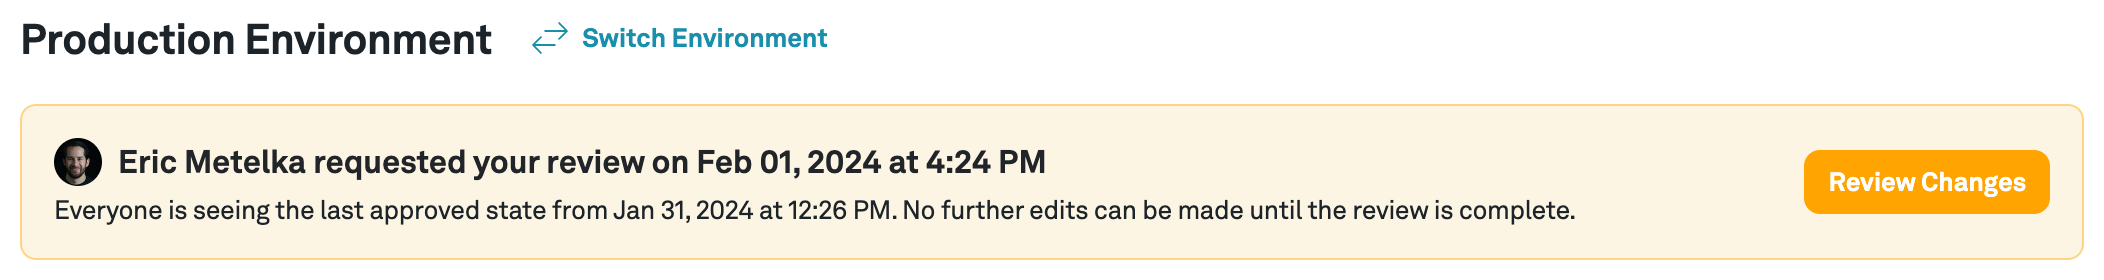 Production Environment
Switch Environment
Eric Metelka requested your review on Feb 01, 2024 at 4:24 PM
Everyone is seeing the last approved state from Jan 31, 2024 at 12:26 PM. No further edits can be made until the review is complete.
Review Changes